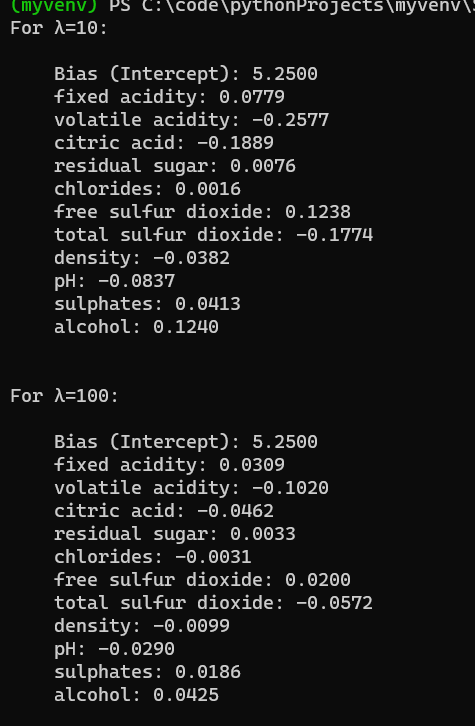 (myvenv) PS C:\code\pythonProjects\myvenv\
For λ=10:
Bias (Intercept): 5.2500
fixed acidity: 0.0779
volatile acidity: -0.2577
citric acid: -0.1889
residual sugar: 0.0076
chlorides: 0.0016
free sulfur dioxide: 0.1238
total sulfur dioxide: -0.1774
density: -0.0382
pH: -0.0837
sulphates: 0.0413
alcohol: 0.1240
For λ=100:
Bias (Intercept): 5.2500
fixed acidity: 0.0309
volatile acidity: -0.1020
citric acid: -0.0462
residual sugar: 0.0033
chlorides: -0.0031
free sulfur dioxide: 0.0200
total sulfur dioxide: -0.0572
density: -0.0099
pH: -0.0290
sulphates: 0.0186
alcohol: 0.0425